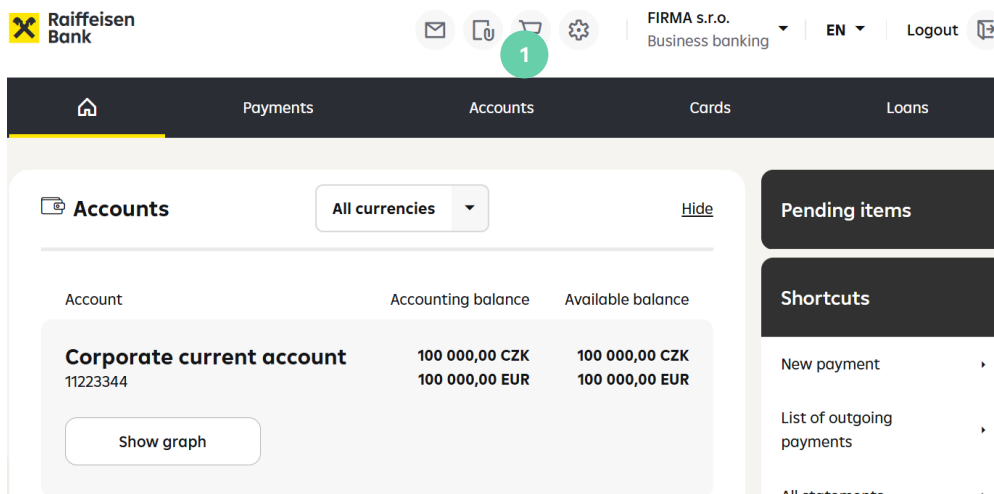 Raiffeisen
Bank
FIRMA s.r.o.
Business banking
EN
Logout
1
Payments
Accounts
Cards
Loans
Accounts
All currencies
Hide
Pending items
Account
Accounting balance
Available balance
Shortcuts
Corporate current account
100 000,00 CZK
100 000,00 CZK
11223344
100 000,00 EUR
100 000,00 EUR
New payment
List of outgoing
payments
Show graph
All statements